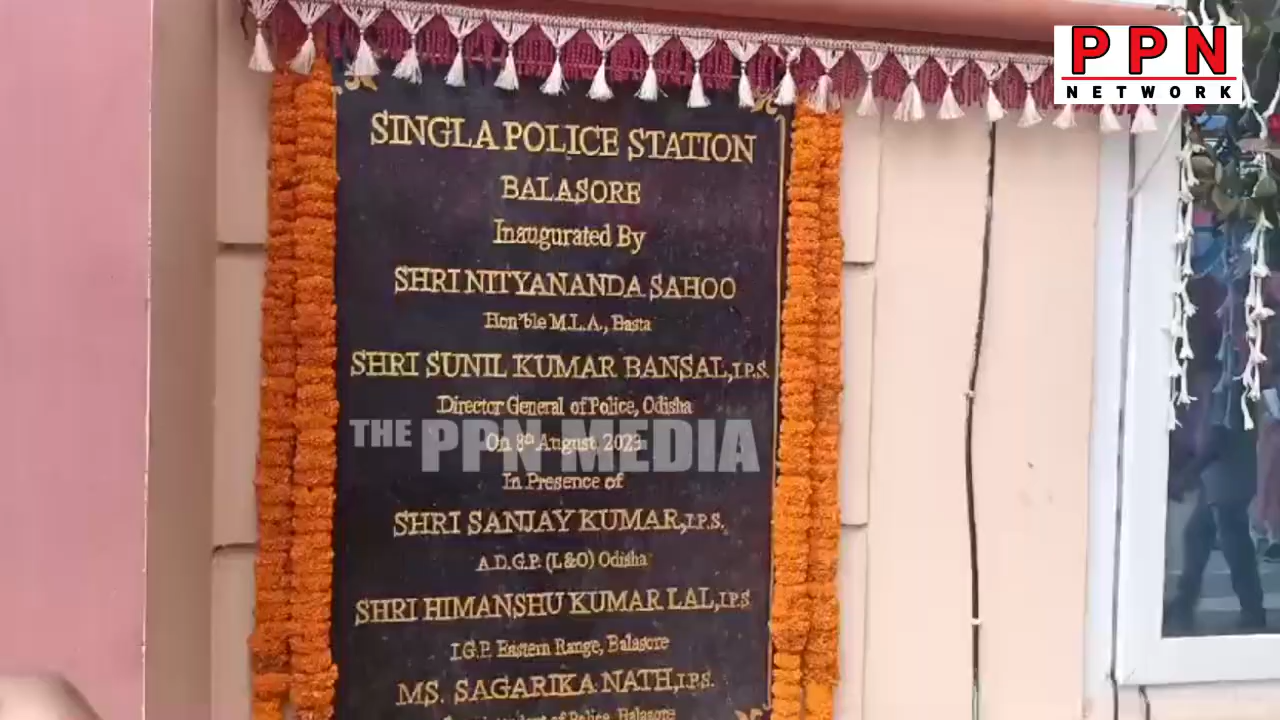 PPN
NETWORK
SINGLA POLICE STATION
BALASORE
Inaugurated By
SHRI NITYANANDA SAHOO
Hon'ble M.L.A., Basta
SHRI SUNIL KUMAR BANSAL, I.P.S.
Director General of Police, Odisha
On 8th August, 2023
THE PPN MEDIA
In Presence of
SHRI SANJAY KUMAR, I.P.S.
A.D.G.P. (L&O) Odisha
SHRI HIMANSHU KUMAR LAL, I.P.S
I.G.P. Eastern Range, Balasore
MS. SAGARIKA NATH, I.P.S.
Superintendent of Police, Balasore